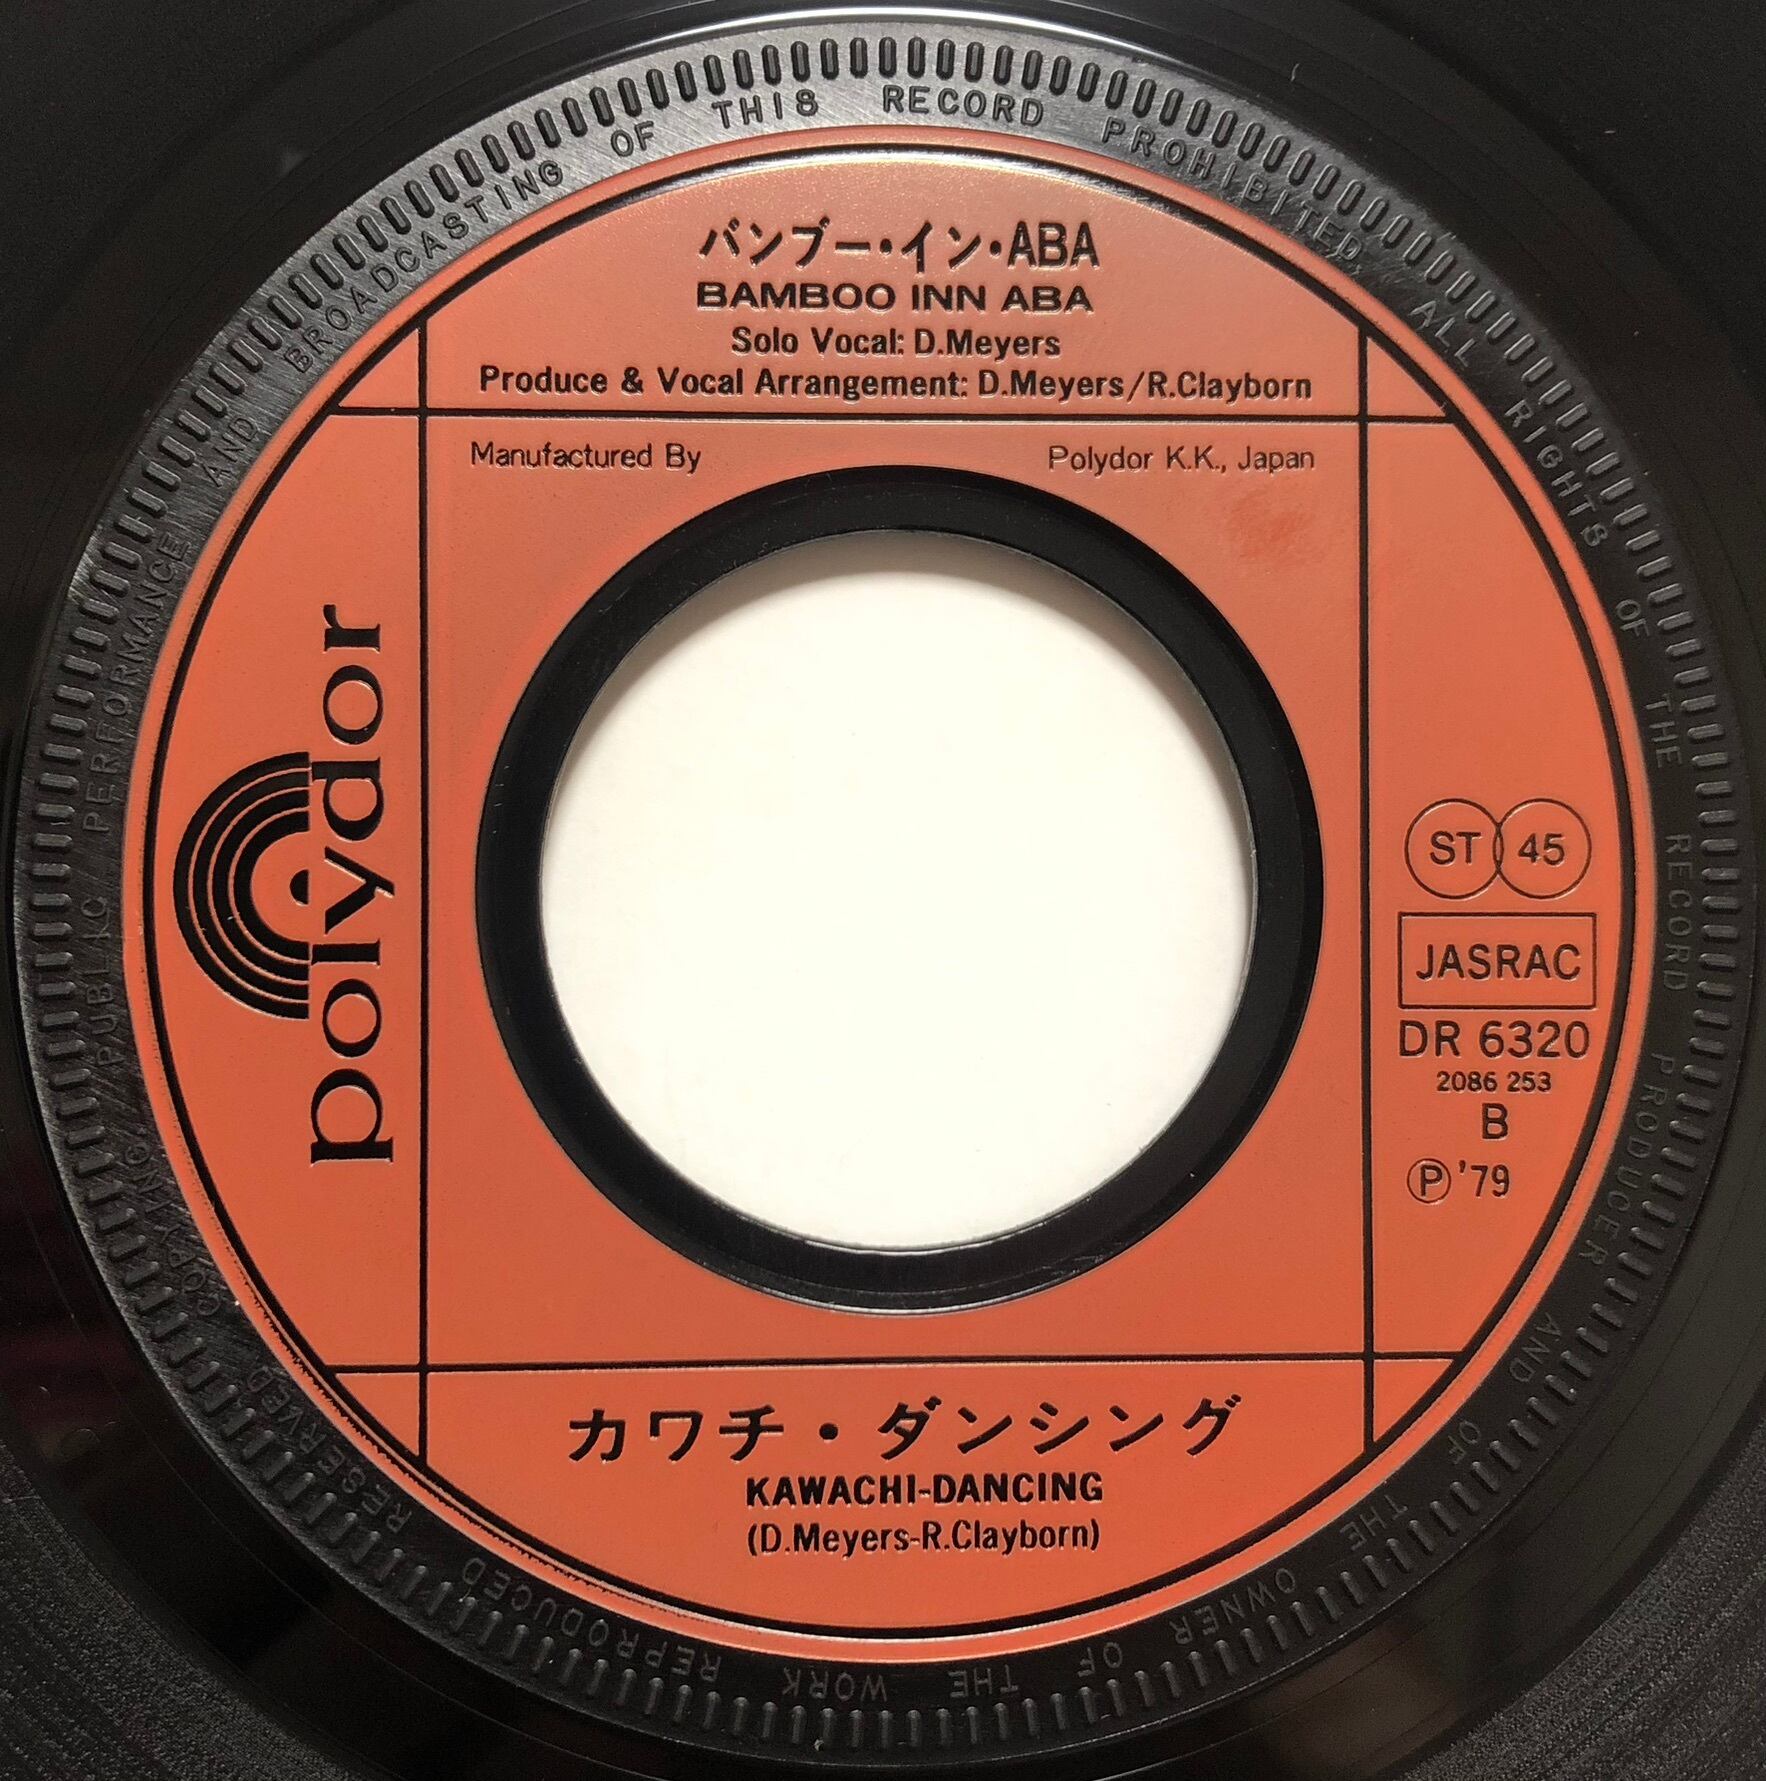 バンブー・イン・ABA
BAMBOO INN ABA
Solo Vocal: D.Meyers
Produce & Vocal Arrangement: D.Meyers/R.Clayborn
Manufactured By
Polydor K.K., Japan
polydor
ST 45
JASRAC
DR 6320
2086 253
B
Ⓟ'79
カワチ・ダンシング
KAWACHI-DANCING
(D.Meyers-R.Clayborn)
ALL RIGHTS OF THE RECORD PRODUCER AND OF THE OWNER OF THE WORK REPRODUCED RESERVED COPYING. PUBLIC PERFORMANCE AND BROADCASTING OF THIS RECORD PROHIBITED.